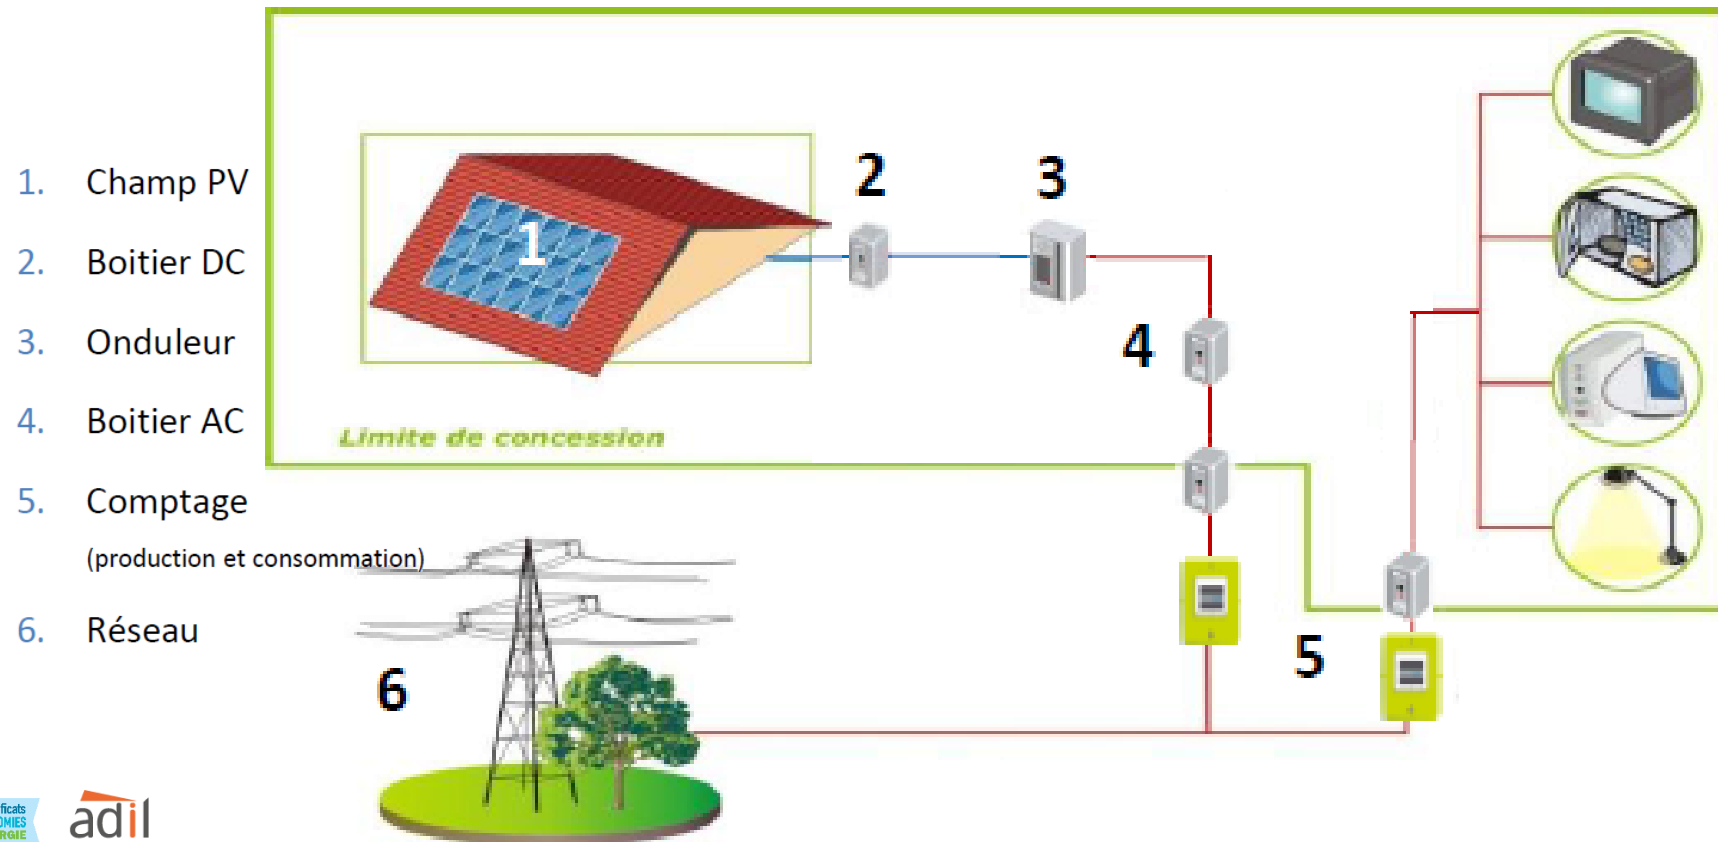 1. Champ PV
2. Boitier DC
3. Onduleur
4. Boitier AC
5. Comptage
(production et consommation)
6. Réseau
1
2
3
4
Limite de concession
5
6
adil